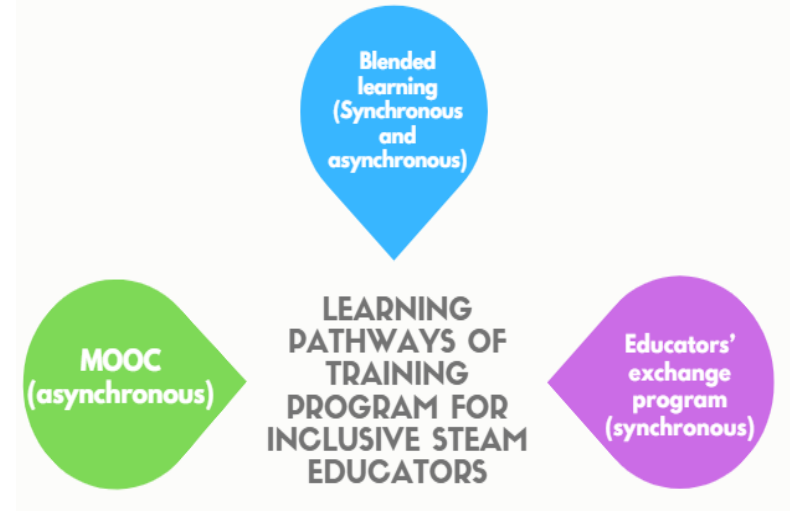 Blended
learning
(Synchronous
and
asynchronous)
MOOC
(asynchronous)
LEARNING
PATHWAYS OF
TRAINING
PROGRAM FOR
INCLUSIVE STEAM
EDUCATORS
Educators’
exchange
program
(synchronous)